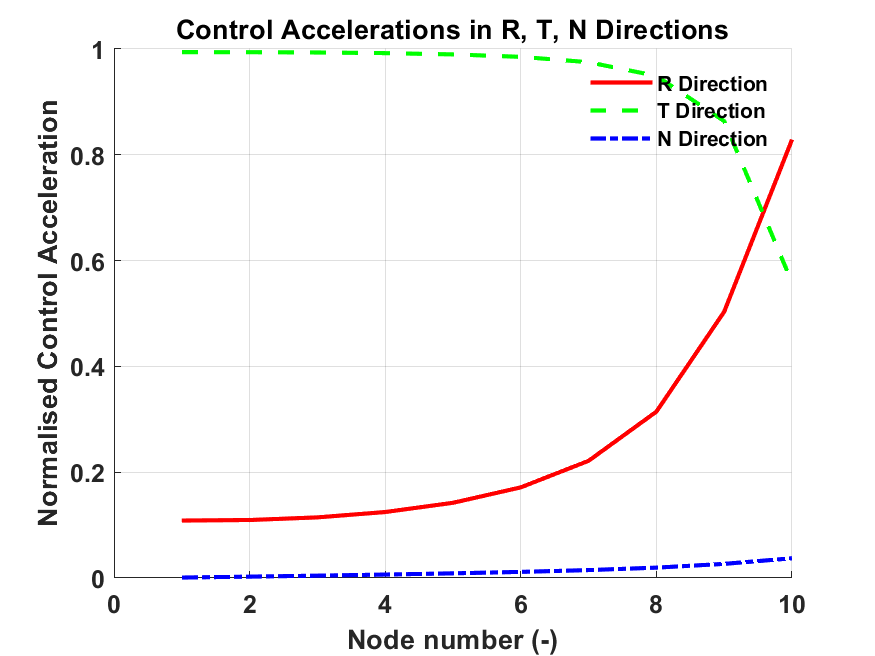 Control Accelerations in R, T, N Directions
Normalised Control Acceleration
1
0.8
0.6
0.4
0.2
0
R Direction
T Direction
N Direction
0 2 4 6 8 10
Node number (-)